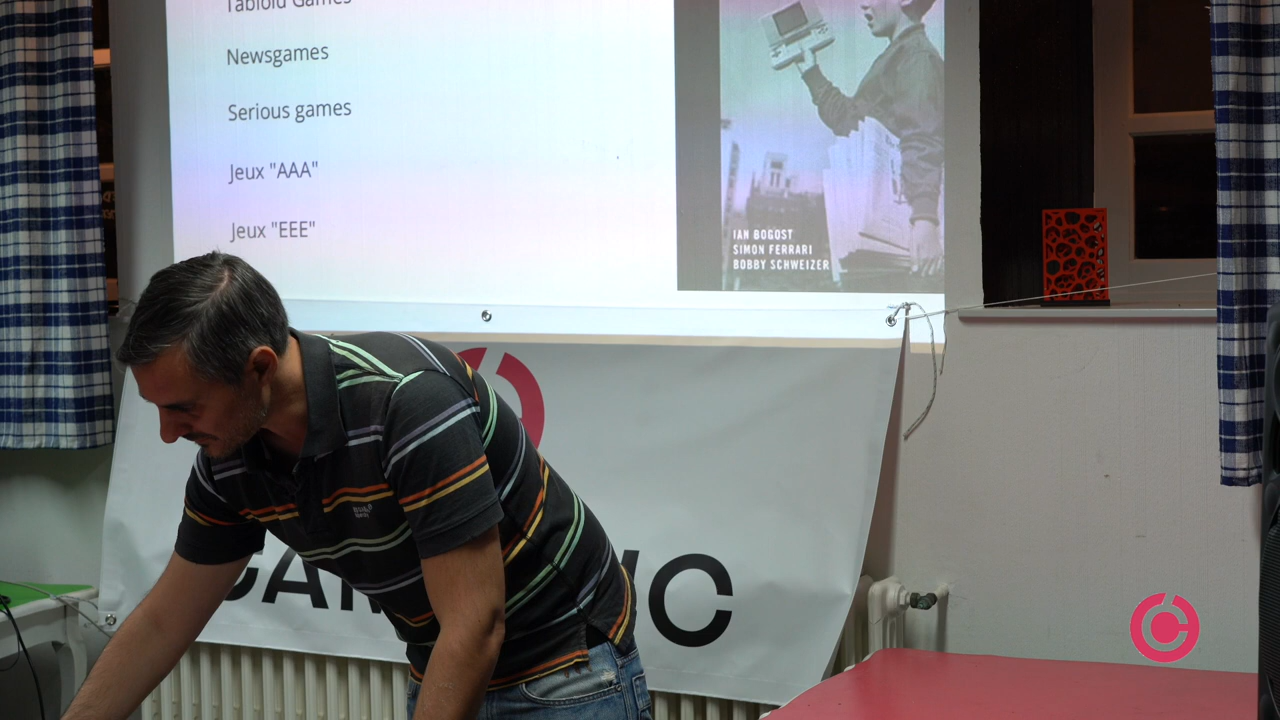 Tabloid Games
Newsgames
Serious games
Jeux "AAA"
Jeux "EEE"
IAN BOGOST
SIMON FERRARI
BOBBY SCHWEIZER